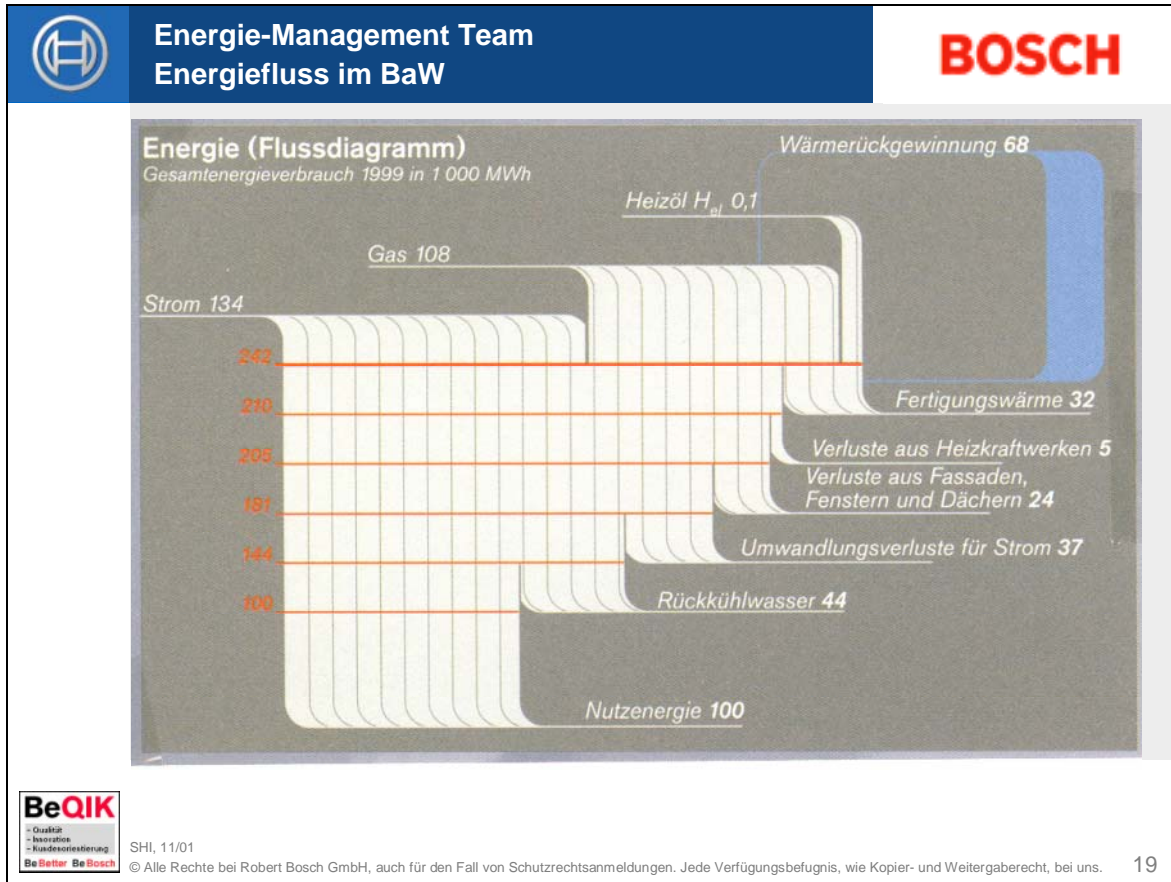 Energie-Management Team
Energiefluss im BaW
BOSCH
Energie (Flussdiagramm)
Gesamtenergieverbrauch 1999 in 1 000 MWh
Wärmerückgewinnung 68
Heizöl Hel 0,1
Gas 108
Strom 134
242
210
Fertigungswärme 32
205
Verluste aus Heizkraftwerken 5
Verluste aus Fassaden,
Fenstern und Dächern 24
181
Umwandlungsverluste für Strom 37
144
Rückkühlwasser 44
100
Nutzenergie 100
BeQIK
- Qualität
- Innovation
- Kundenorientierung
Be Better Be Bosch
SHI, 11/01
© Alle Rechte bei Robert Bosch GmbH, auch für den Fall von Schutzrechtsanmeldungen. Jede Verfügungsbefugnis, wie Kopier- und Weitergaberecht, bei uns.
19